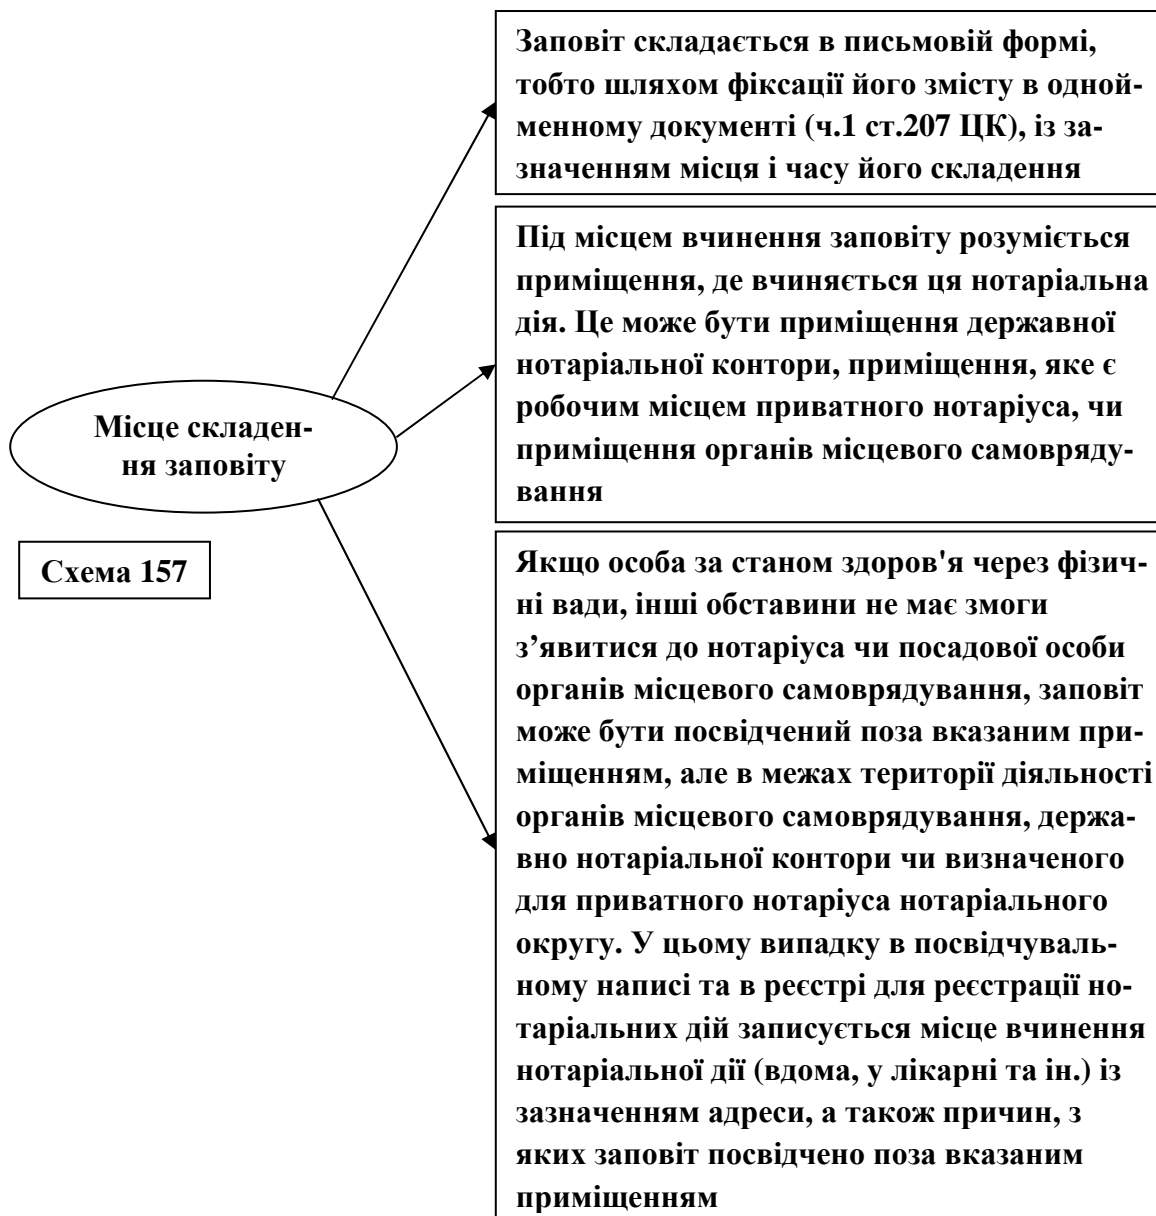 Заповіт складається в письмовій формі,
тобто шляхом фіксації його змісту в одной-
менному документі (ч.1 ст.207 ЦК), із за-
значенням місця і часу його складення
Під місцем вчинення заповіту розуміється
приміщення, де вчиняється ця нотаріальна
дія. Це може бути приміщення державної
нотаріальної контори, приміщення, яке є
робочим місцем приватного нотаріуса, чи
приміщення органів місцевого самовряду-
вання
Місце складен-
ня заповіту
Схема 157
Якщо особа за станом здоров'я через фізич-
ні вади, інші обставини не має змоги
з’явитися до нотаріуса чи посадової особи
органів місцевого самоврядування, заповіт
може бути посвідчений поза вказаним при-
міщенням, але в межах території діяльності
органів місцевого самоврядування, держа-
вно нотаріальної контори чи визначеного
для приватного нотаріуса нотаріального
округу. У цьому випадку в посвідчуваль-
ному написі та в реєстрі для реєстрації но-
таріальних дій записується місце вчинення
нотаріальної дії (вдома, у лікарні та ін.) із
зазначенням адреси, а також причин, з
яких заповіт посвідчено поза вказаним
приміщенням